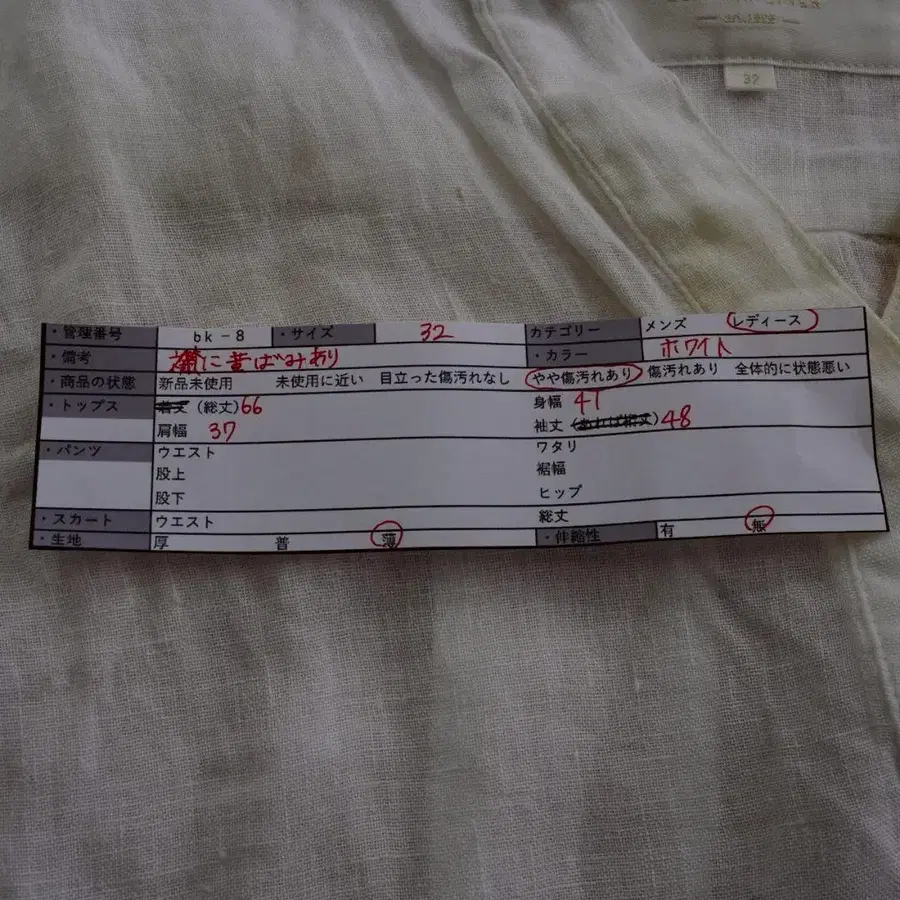 32
・管理番号 bk-8 ・サイズ 32 カテゴリー メンズ レディース
・備考 襟に黄ばみあり ・カラー ホワイト
・商品の状態 新品未使用 未使用に近い 目立った傷汚れなし やや傷汚れあり 傷汚れあり 全体的に状態悪い
・トップス 着丈 (総丈)66 身幅 41
肩幅 37 袖丈 (あれば裄丈)48
・パンツ ウエスト ワタリ
股上 裾幅
股下 ヒップ
・スカート ウエスト 総丈
・生地 厚 普 薄 ・伸縮性 有 無